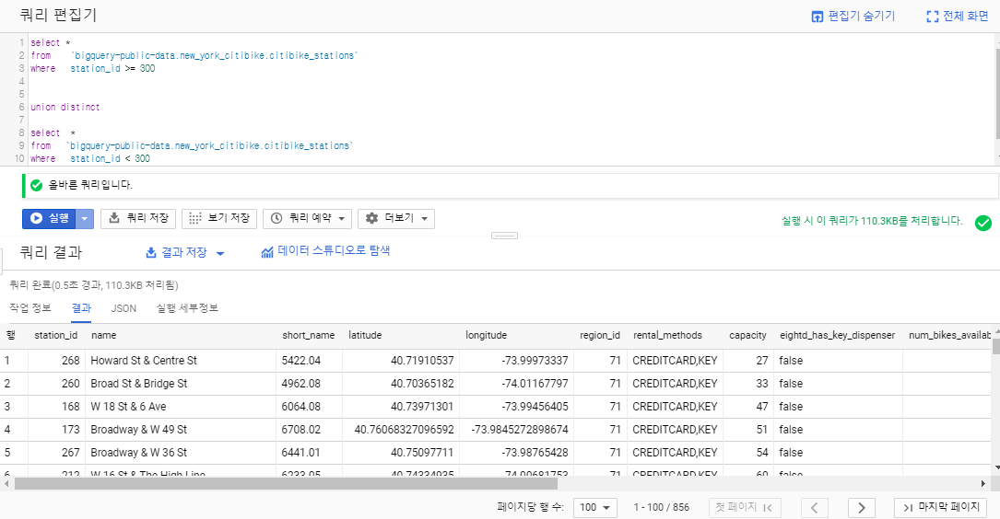 쿼리 편집기
편집기 숨기기 전체 화면
1 select *
2 from `bigquery-public-data.new_york_citibike.citibike_stations`
3 where station_id >= 300
4
5
6 union distinct
7
8 select *
9 from `bigquery-public-data.new_york_citibike.citibike_stations`
10 where station_id < 300
올바른 쿼리입니다.
실행 쿼리 저장 보기 저장 쿼리 예약 더보기
실행 시 이 쿼리가 110.3KB를 처리합니다.
쿼리 결과 결과 저장 데이터 스튜디오로 탐색
쿼리 완료(0.5초 경과, 110.3KB 처리됨)
작업 정보 결과 JSON 실행 세부정보
행 station_id name short_name latitude longitude region_id rental_methods capacity eightd_has_key_dispenser num_bikes_availab
1 268 Howard St & Centre St 5422.04 40.71910537 -73.99973337 71 CREDITCARD,KEY 27 false
2 260 Broad St & Bridge St 4962.08 40.70365182 -74.01167797 71 CREDITCARD,KEY 33 false
3 168 W 18 St & 6 Ave 6064.08 40.73971301 -73.99456405 71 CREDITCARD,KEY 47 false
4 173 Broadway & W 49 St 6708.02 40.76068327096592 -73.9845272898674 71 CREDITCARD,KEY 51 false
5 267 Broadway & W 36 St 6441.01 40.75097711 -73.98765428 71 CREDITCARD,KEY 54 false
6 212 W 16 St & The High Line 6233.05 40.74334935 -74.00681753 71 CREDITCARD,KEY 60 false
페이지당 행 수: 100 1 - 100 / 856 첫 페이지 마지막 페이지